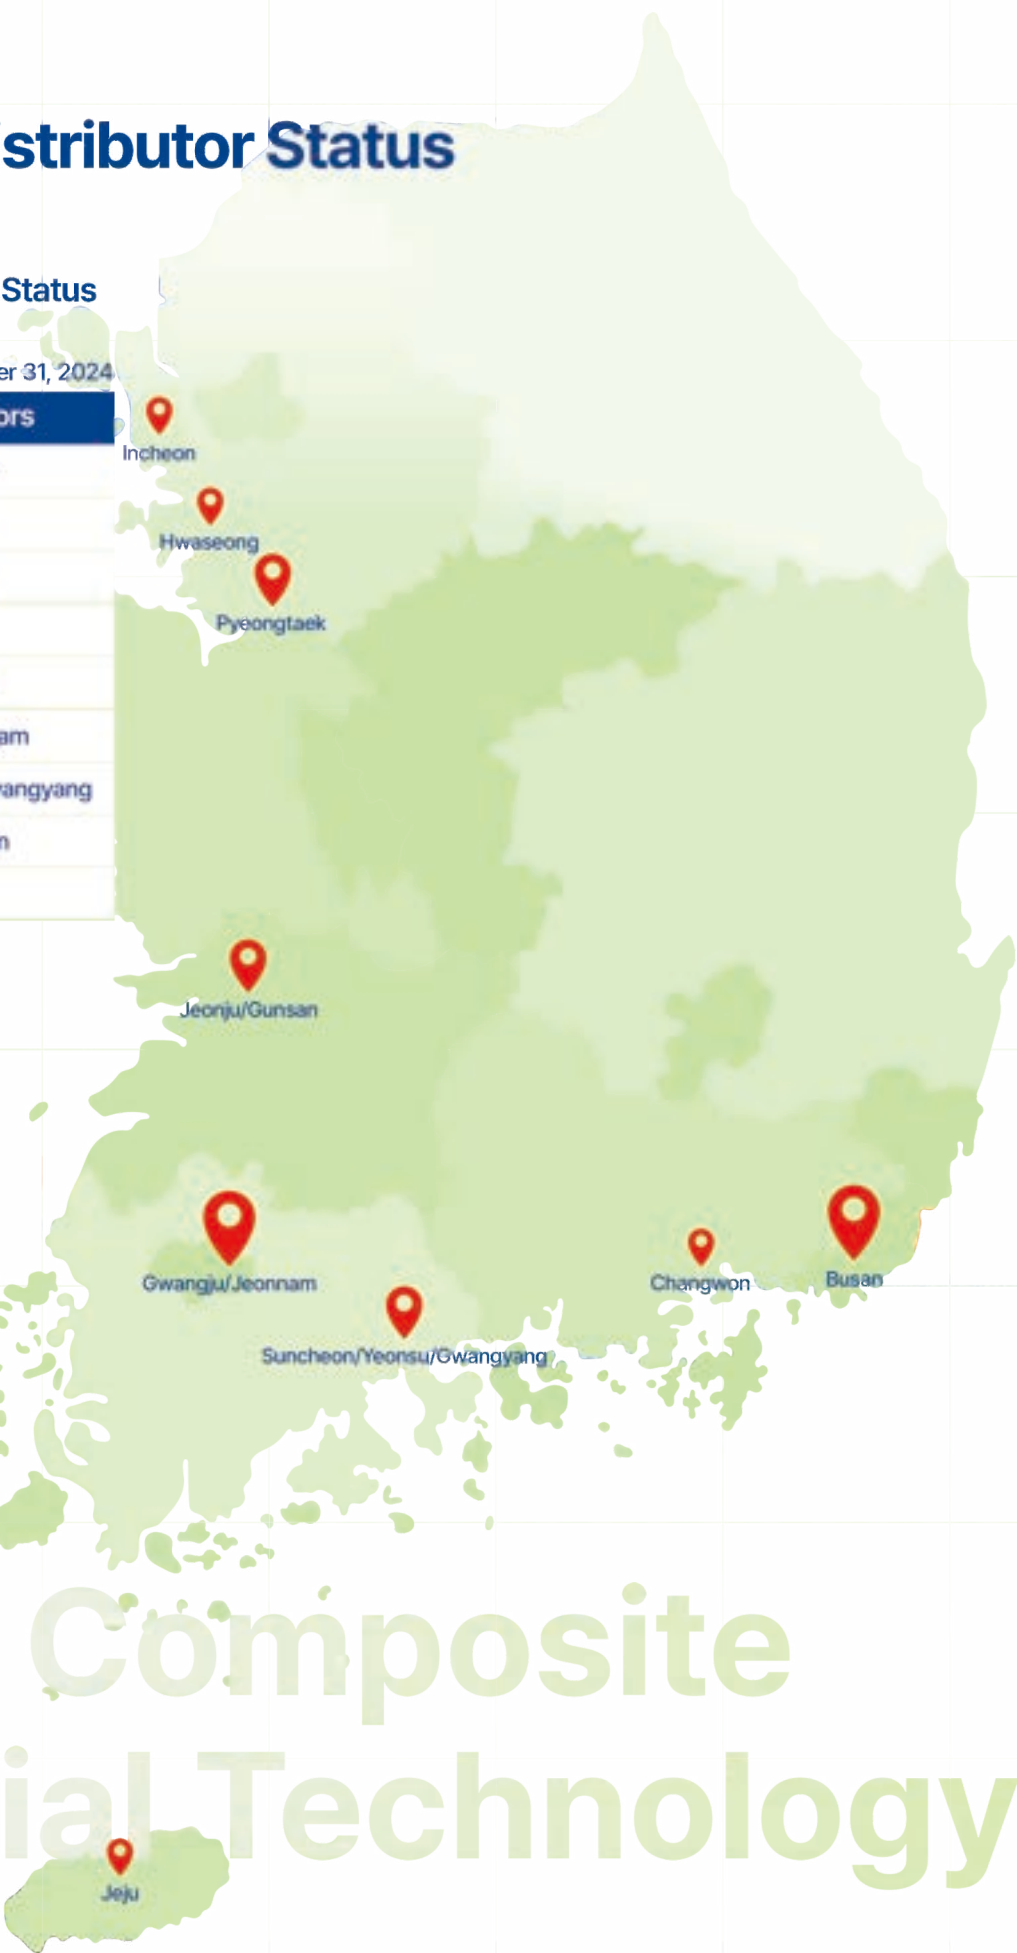 stributor Status
Status
er 31, 2024
ors
am
angyang
Incheon
Hwaseong
Pyeongtaek
Jeonju/Gunsan
Gwangju/Jeonnam
Suncheon/Yeonsu/Gwangyang
Changwon
Busan
Composite
ial Technology
Jeju